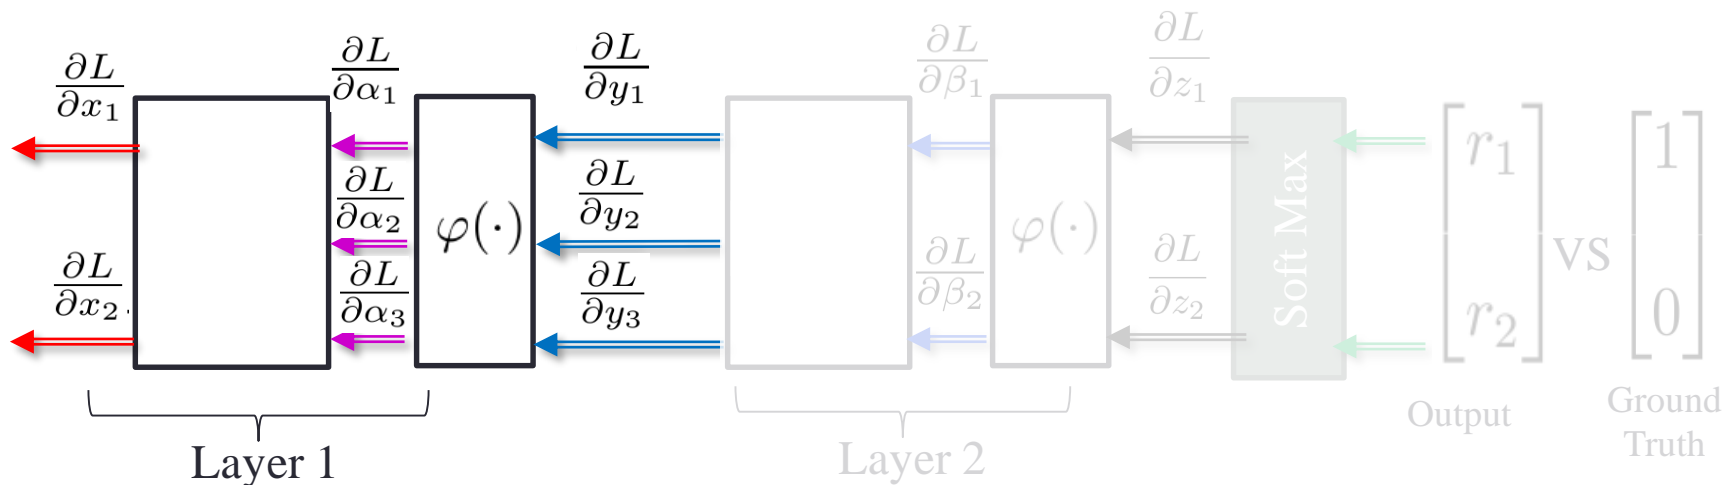 ∂L/∂x₁ ∂L/∂α₁ ∂L/∂y₁ ∂L/∂β₁ ∂L/∂z₁
∂L/∂α₂ ∂L/∂y₂
φ(·) φ(·)
∂L/∂x₂ ∂L/∂α₃ ∂L/∂y₃ ∂L/∂β₂ ∂L/∂z₂
Soft Max
[r₁ r₂] VS [1 0]
Output
Ground
Truth
Layer 1
Layer 2